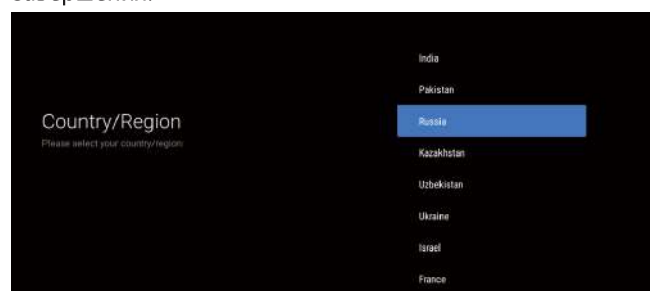 Country/Region
Please select your country/region
India
Pakistan
Russia
Kazakhstan
Uzbekistan
Ukraine
Israel
France